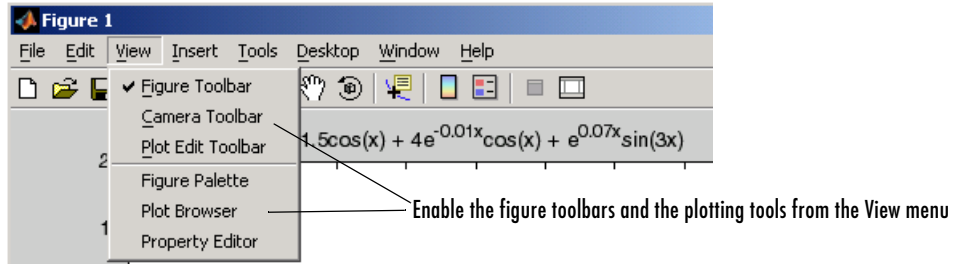 Figure 1
File Edit View Insert Tools Desktop Window Help
Figure Toolbar
Camera Toolbar
Plot Edit Toolbar
Figure Palette
Plot Browser
Property Editor
1.5cos(x) + 4e^-0.01x cos(x) + e^0.07x sin(3x)
2
1
Enable the figure toolbars and the plotting tools from the View menu